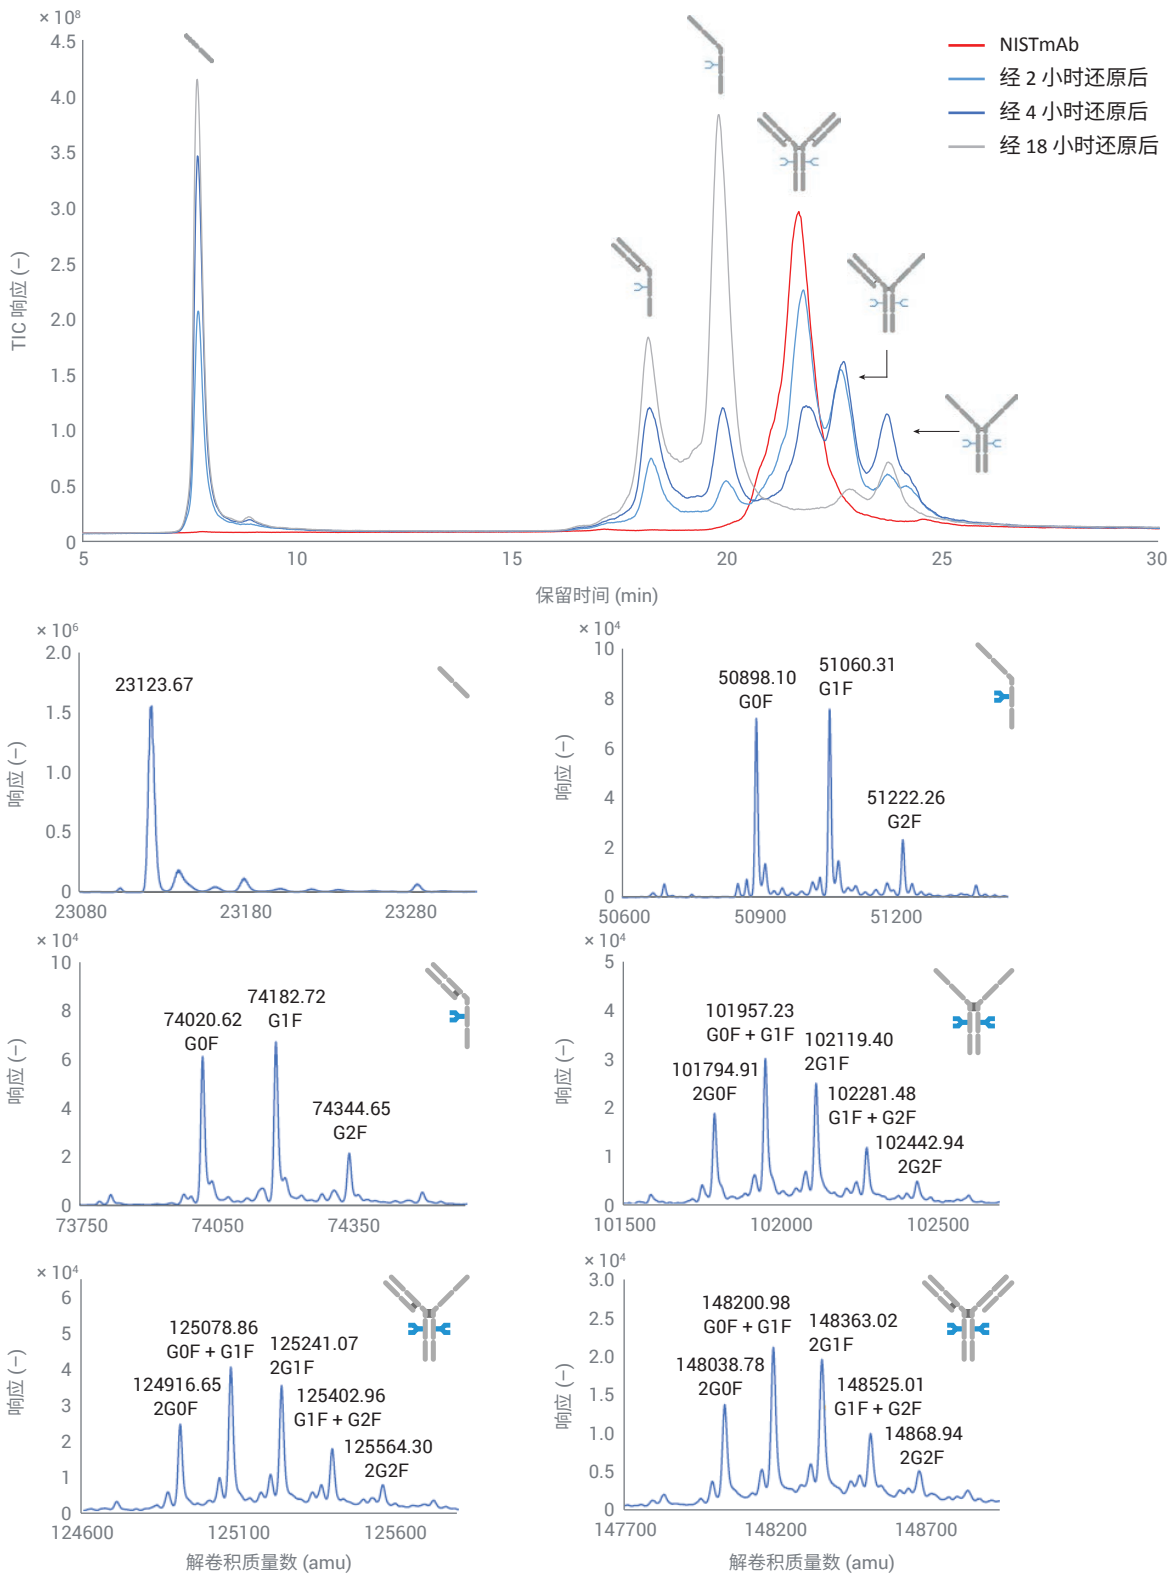 × 10⁸
4.5
4.0
3.5
3.0
2.5
2.0
1.5
1.0
0.5
0
TIC 响应 (–)
5
10
15
20
25
30
保留时间 (min)
NISTmAb
经 2 小时还原后
经 4 小时还原后
经 18 小时还原后
× 10⁶
2.0
1.5
1.0
0.5
0
响应 (–)
23123.67
23080
23180
23280
× 10⁴
10
8
6
4
2
0
响应 (–)
50898.10
G0F
51060.31
G1F
51222.26
G2F
50600
50900
51200
× 10⁴
10
8
6
4
2
0
响应 (–)
74020.62
G0F
74182.72
G1F
74344.65
G2F
73750
74050
74350
× 10⁴
5
4
3
2
1
0
响应 (–)
101794.91
2G0F
101957.23
G0F + G1F
102119.40
2G1F
102281.48
G1F + G2F
102442.94
2G2F
101500
102000
102500
× 10⁴
6
5
4
3
2
1
0
响应 (–)
124916.65
2G0F
125078.86
G0F + G1F
125241.07
2G1F
125402.96
G1F + G2F
125564.30
2G2F
124600
125100
125600
解卷积质量数 (amu)
× 10⁴
3.0
2.5
2.0
1.5
1.0
0.5
0
响应 (–)
148038.78
2G0F
148200.98
G0F + G1F
148363.02
2G1F
148525.01
G1F + G2F
14868.94
2G2F
147700
148200
148700
解卷积质量数 (amu)